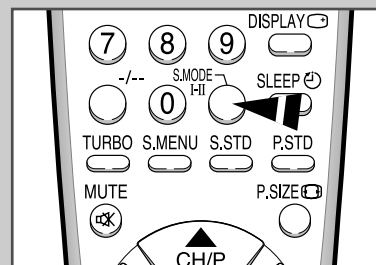 DISPLAY
7 8 9
-/-- S.MODE SLEEP
I-II
0
TURBO S.MENU S.STD P.STD
MUTE P.SIZE
CH/P